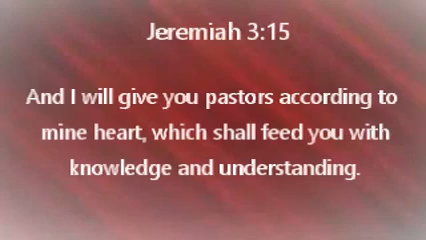 Jeremiah 3:15
And I will give you pastors according to
mine heart, which shall feed you with
knowledge and understanding.